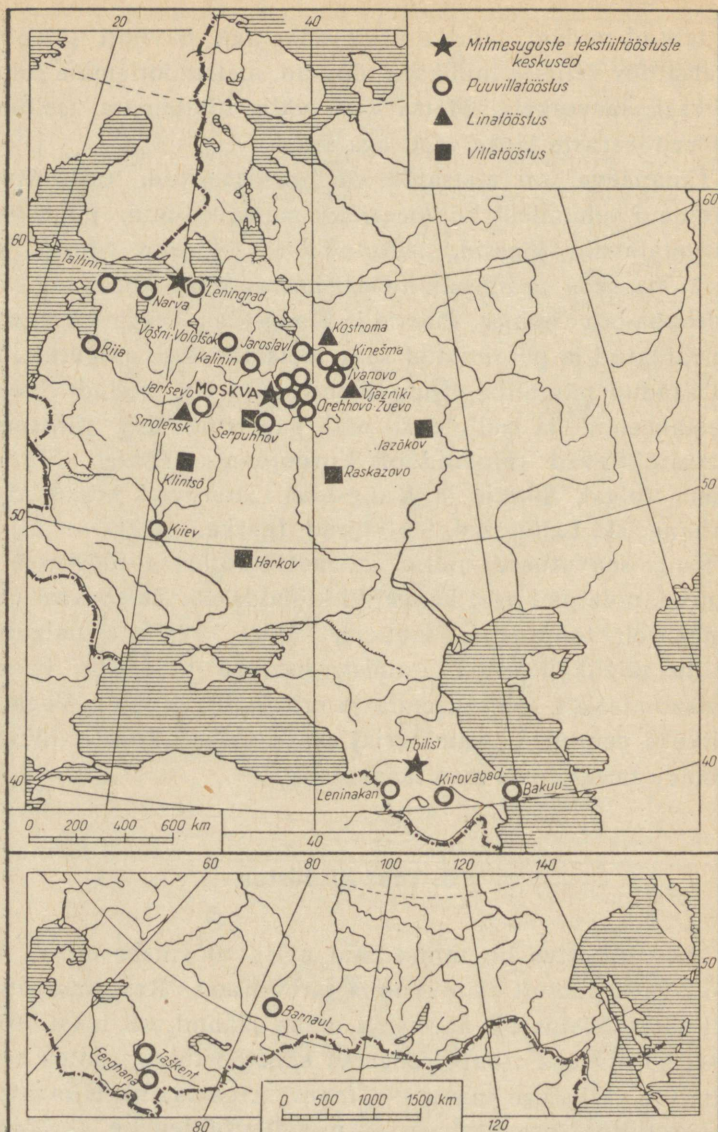 20
40
Mitmesuguste tekstiiltööstuste
keskused
Puuvillatööstus
Linatööstus
Villatööstus
60
60
Tallinn
Narva
Leningrad
Riia
Võšni-Volotšok
Jaroslavl
Kostroma
Kinešma
Kalinin
Ivanovo
Jartsevo
MOSKVA
Vjazniki
Smolensk
Orehhovo-Zuevo
Serpuhhov
Jazõkov
Klintsõ
Raskazovo
50
50
Kiiev
Harkov
Tbilisi
40
40
Leninakan
Kirovabad
Bakuu
0 200 400 600 km
40
60
80
100
120
140
50
Barnaul
Taškent
Ferghana
0 500 1000 1500 km
80
120